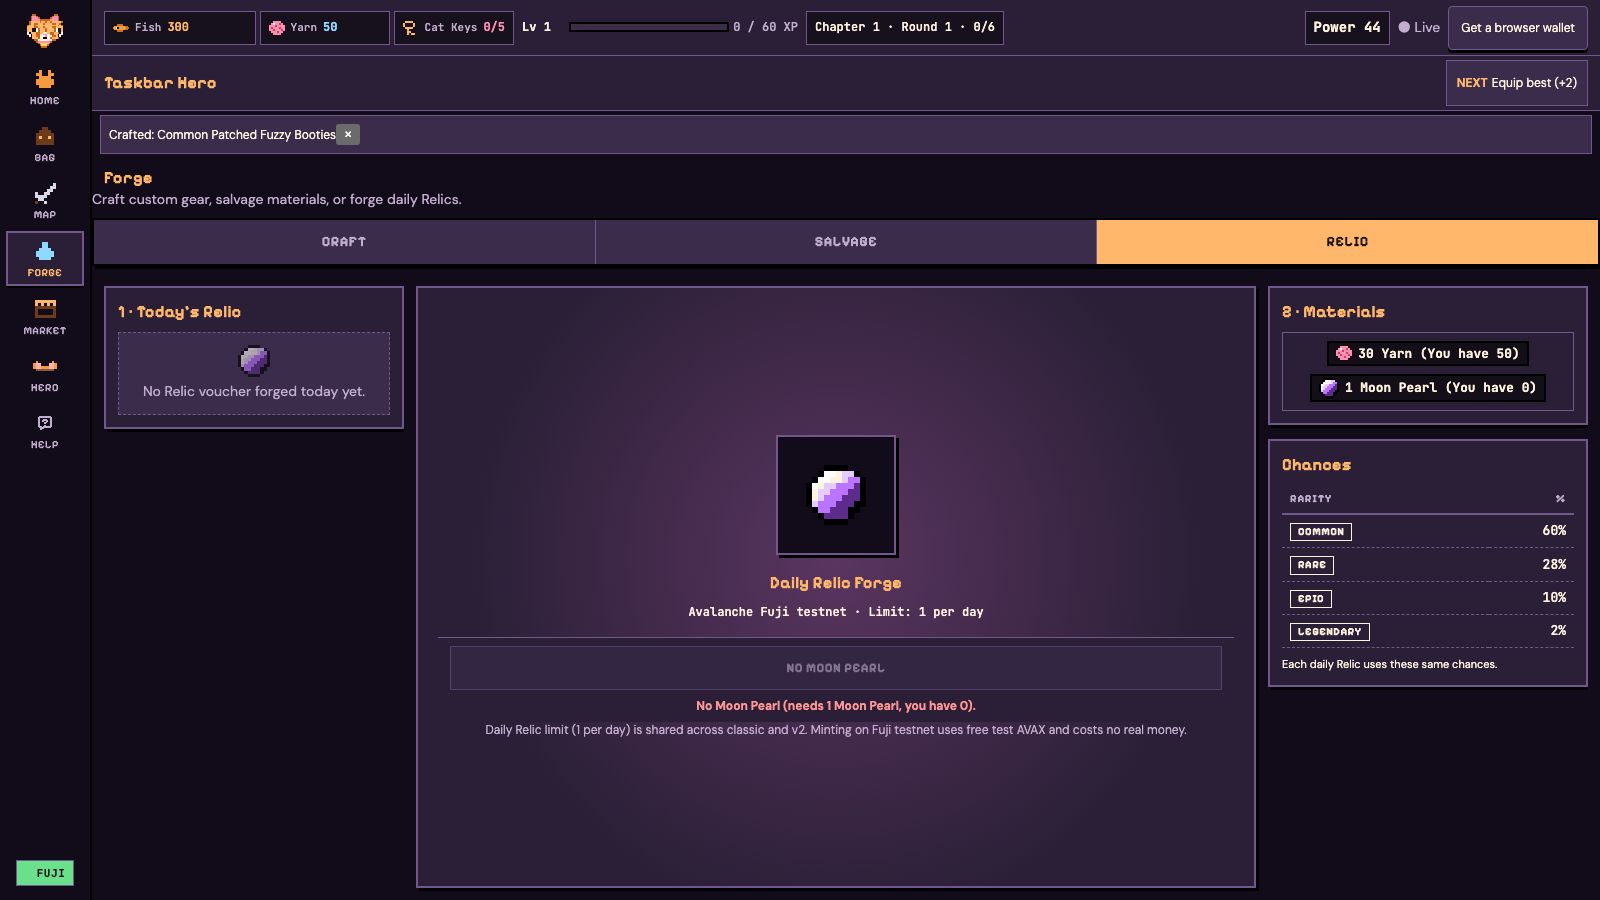 Fish 300
Yarn 50
Cat Keys 0/5
Lv 1
0 / 60 XP
Chapter 1 · Round 1 · 0/6
Power 44
Live
Get a browser wallet
HOME
BAG
MAP
FORGE
MARKET
HERO
HELP
FUJI
Taskbar Hero
NEXT Equip best (+2)
Crafted: Common Patched Fuzzy Booties ×
Forge
Craft custom gear, salvage materials, or forge daily Relics.
CRAFT
SALVAGE
RELIC
1 · Today's Relic
No Relic voucher forged today yet.
Daily Relic Forge
Avalanche Fuji testnet · Limit: 1 per day
NO MOON PEARL
No Moon Pearl (needs 1 Moon Pearl, you have 0).
Daily Relic limit (1 per day) is shared across classic and v2. Minting on Fuji testnet uses free test AVAX and costs no real money.
2 · Materials
30 Yarn (You have 50)
1 Moon Pearl (You have 0)
Chances
RARITY %
COMMON 60%
RARE 28%
EPIC 10%
LEGENDARY 2%
Each daily Relic uses these same chances.